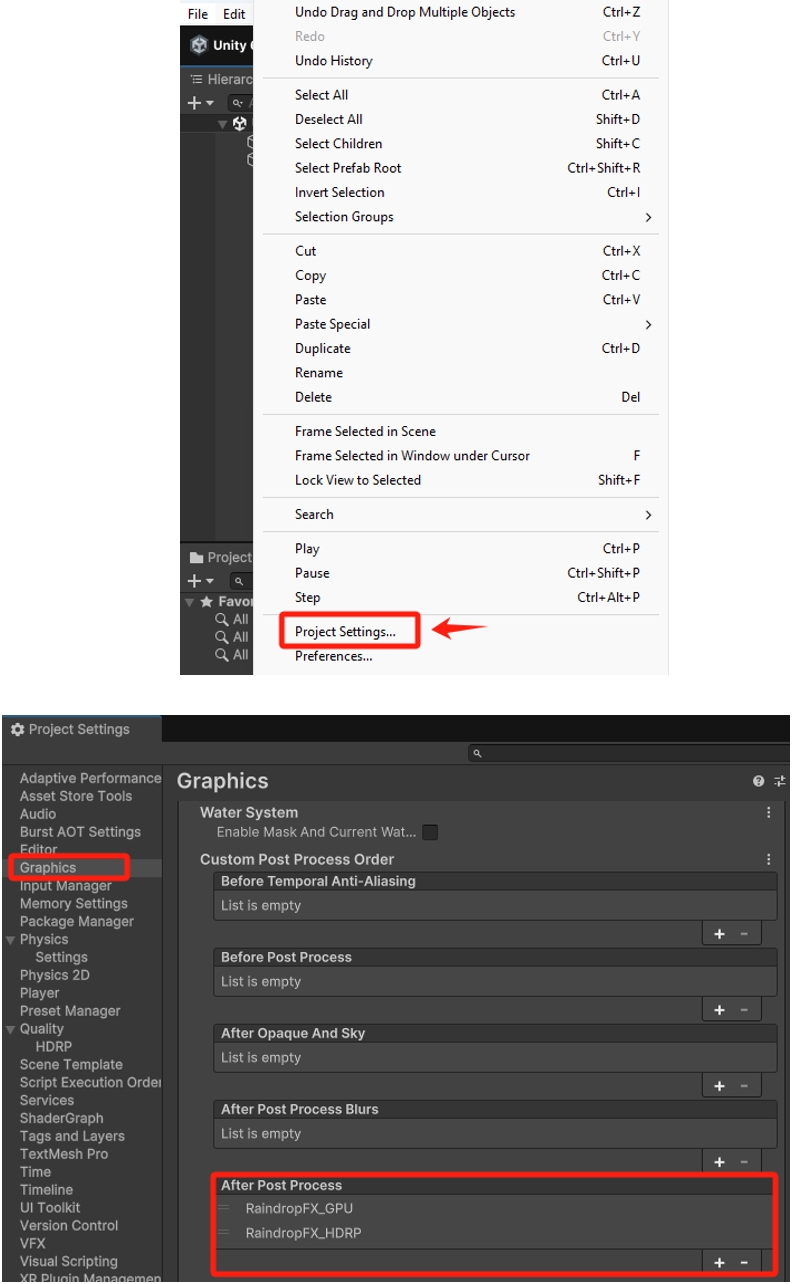 File Edit
Undo Drag and Drop Multiple Objects Ctrl+Z
Redo Ctrl+Y
Undo History Ctrl+U
Select All Ctrl+A
Deselect All Shift+D
Select Children Shift+C
Select Prefab Root Ctrl+Shift+R
Invert Selection Ctrl+I
Selection Groups
Cut Ctrl+X
Copy Ctrl+C
Paste Ctrl+V
Paste Special
Duplicate Ctrl+D
Rename
Delete Del
Frame Selected in Scene
Frame Selected in Window under Cursor F
Lock View to Selected Shift+F
Search
Play Ctrl+P
Pause Ctrl+Shift+P
Step Ctrl+Alt+P
Project Settings...
Preferences...
Unity
Hierarc
Project
Favor
All
All
All
Project Settings
Adaptive Performance
Asset Store Tools
Audio
Burst AOT Settings
Editor
Graphics
Input Manager
Memory Settings
Package Manager
Physics
Settings
Physics 2D
Player
Preset Manager
Quality
HDRP
Scene Template
Script Execution Order
Services
ShaderGraph
Tags and Layers
TextMesh Pro
Time
Timeline
UI Toolkit
Version Control
VFX
Visual Scripting
XR Plugin Managemen
Graphics
Water System
Enable Mask And Current Wat...
Custom Post Process Order
Before Temporal Anti-Aliasing
List is empty
+ -
Before Post Process
List is empty
+ -
After Opaque And Sky
List is empty
+ -
After Post Process Blurs
List is empty
+ -
After Post Process
RaindropFX_GPU
RaindropFX_HDRP
+ -